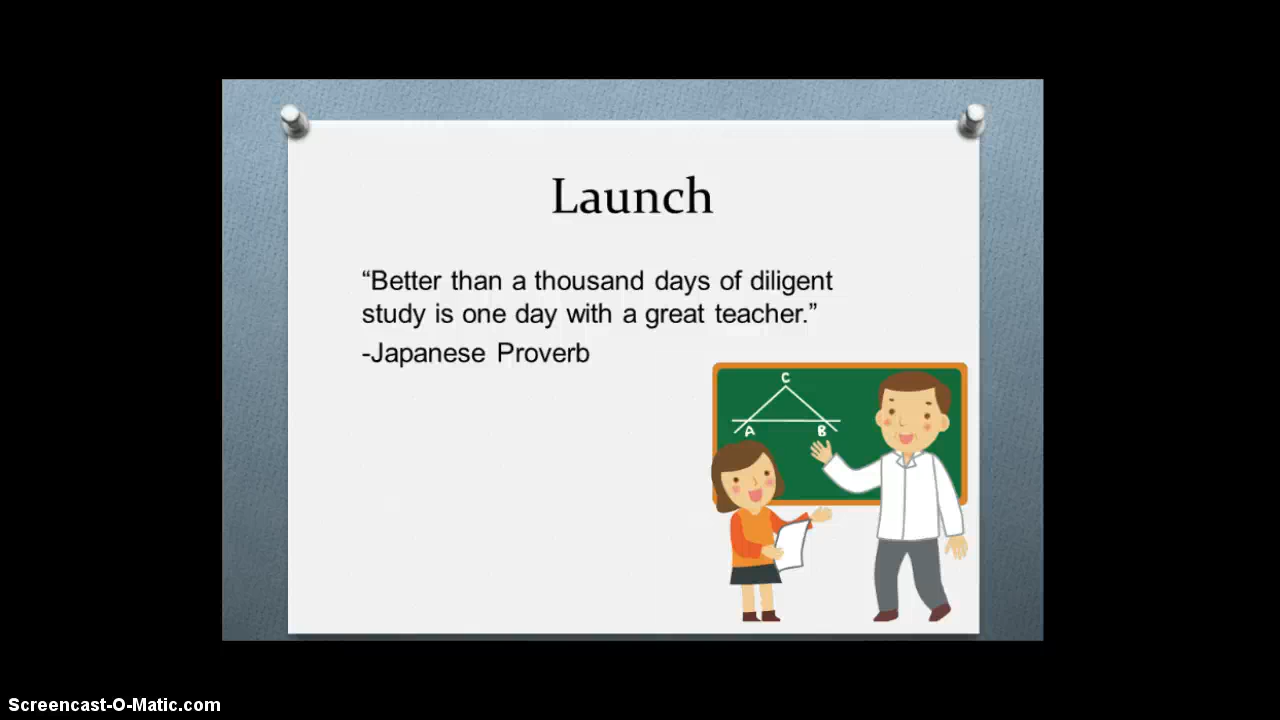 Launch
“Better than a thousand days of diligent
study is one day with a great teacher.”
-Japanese Proverb
C
A
B
Screencast-O-Matic.com